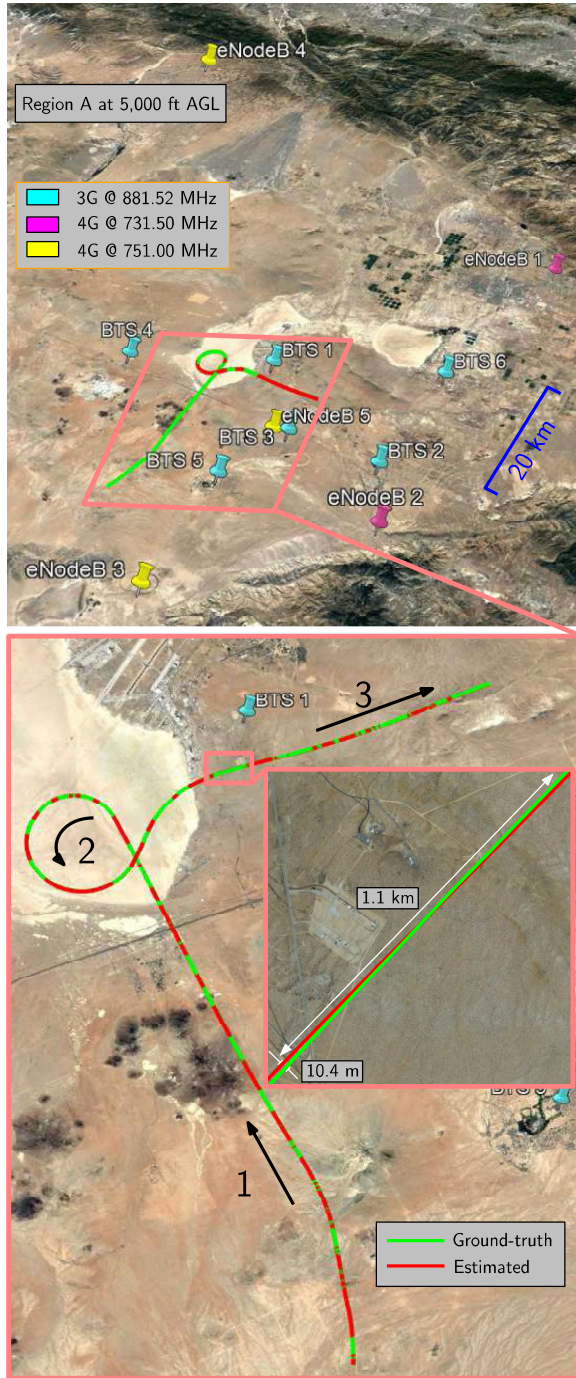 eNodeB 4
Region A at 5,000 ft AGL
3G @ 881.52 MHz
4G @ 731.50 MHz
4G @ 751.00 MHz
eNodeB 1
BTS 4
BTS 1
BTS 6
eNodeB 5
BTS 3
BTS 2
BTS 5
20 km
eNodeB 2
eNodeB 3
3
BTS 1
2
1.1 km
10.4 m
1
Ground-truth
Estimated